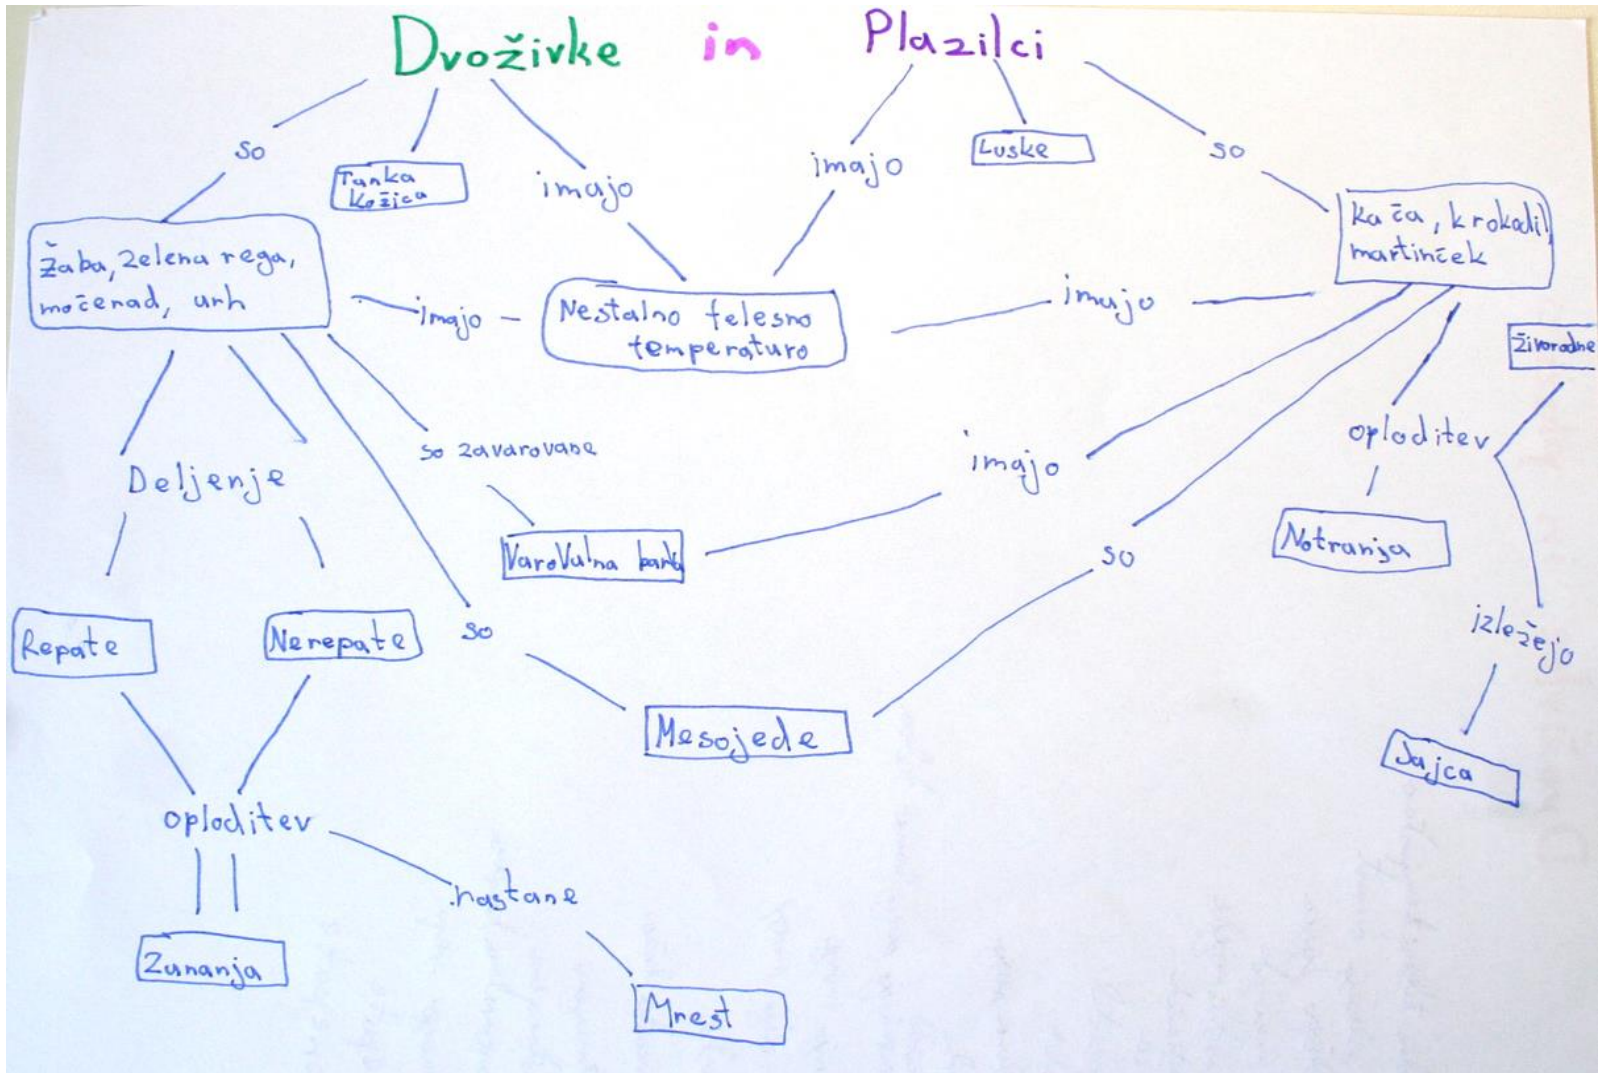 Dvoživke in Plazilci
so
Tanka
Kožica
imajo
imajo
Luske
so
Žaba, zelena rega,
močerad, urh
imajo
Nestalno telesno
temperaturo
imajo
kača, krokodil,
martinček
Živorodne
Deljenje
so zavarovane
imajo
oploditev
Varovalna barva
so
Notranja
Repate
Nerepate
so
izležejo
Mesojede
Jajca
oploditev
nastane
Zunanja
Mrest